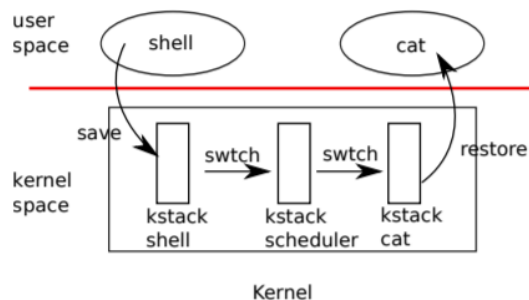 user
space
shell
cat
save
swtch
swtch
restore
kernel
space
kstack
shell
kstack
scheduler
kstack
cat
Kernel